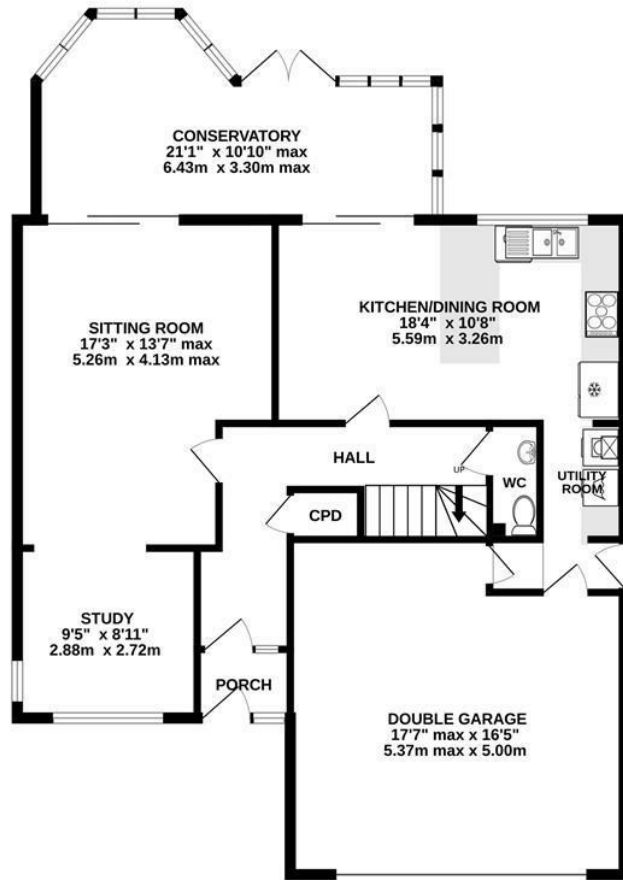 CONSERVATORY
21'1" x 10'10" max
6.43m x 3.30m max
KITCHEN/DINING ROOM
18'4" x 10'8"
5.59m x 3.26m
SITTING ROOM
17'3" x 13'7" max
5.26m x 4.13m max
HALL
UP
WC
UTILITY
ROOM
CPD
STUDY
9'5" x 8'11"
2.88m x 2.72m
PORCH
DOUBLE GARAGE
17'7" max x 16'5"
5.37m max x 5.00m